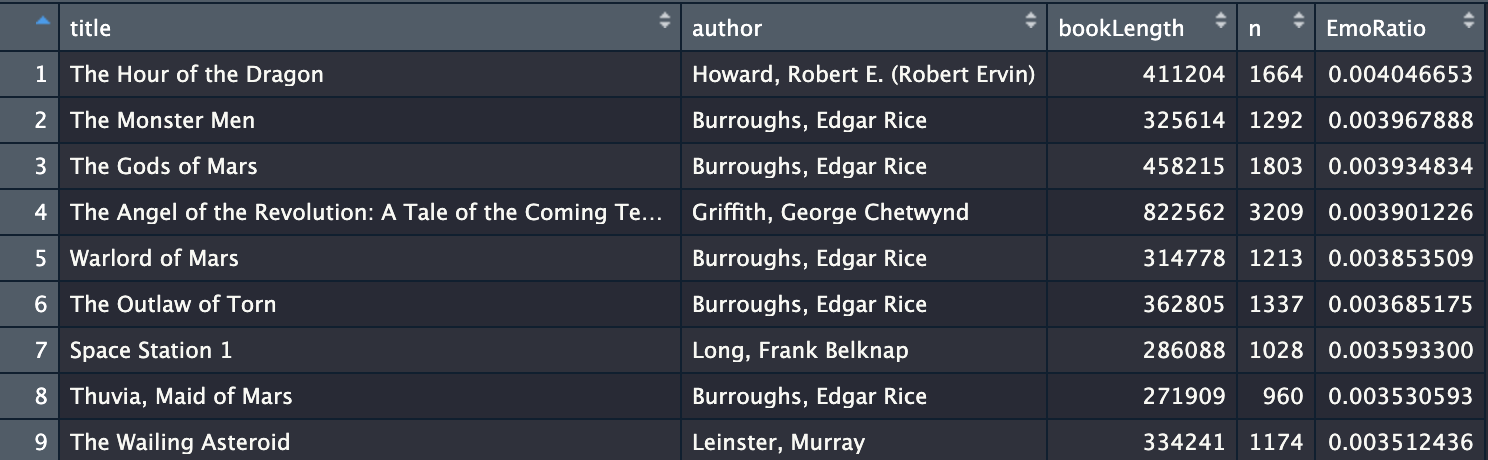 title author bookLength n EmoRatio
1 The Hour of the Dragon Howard, Robert E. (Robert Ervin) 411204 1664 0.004046653
2 The Monster Men Burroughs, Edgar Rice 325614 1292 0.003967888
3 The Gods of Mars Burroughs, Edgar Rice 458215 1803 0.003934834
4 The Angel of the Revolution: A Tale of the Coming Te... Griffith, George Chetwynd 822562 3209 0.003901226
5 Warlord of Mars Burroughs, Edgar Rice 314778 1213 0.003853509
6 The Outlaw of Torn Burroughs, Edgar Rice 362805 1337 0.003685175
7 Space Station 1 Long, Frank Belknap 286088 1028 0.003593300
8 Thuvia, Maid of Mars Burroughs, Edgar Rice 271909 960 0.003530593
9 The Wailing Asteroid Leinster, Murray 334241 1174 0.003512436